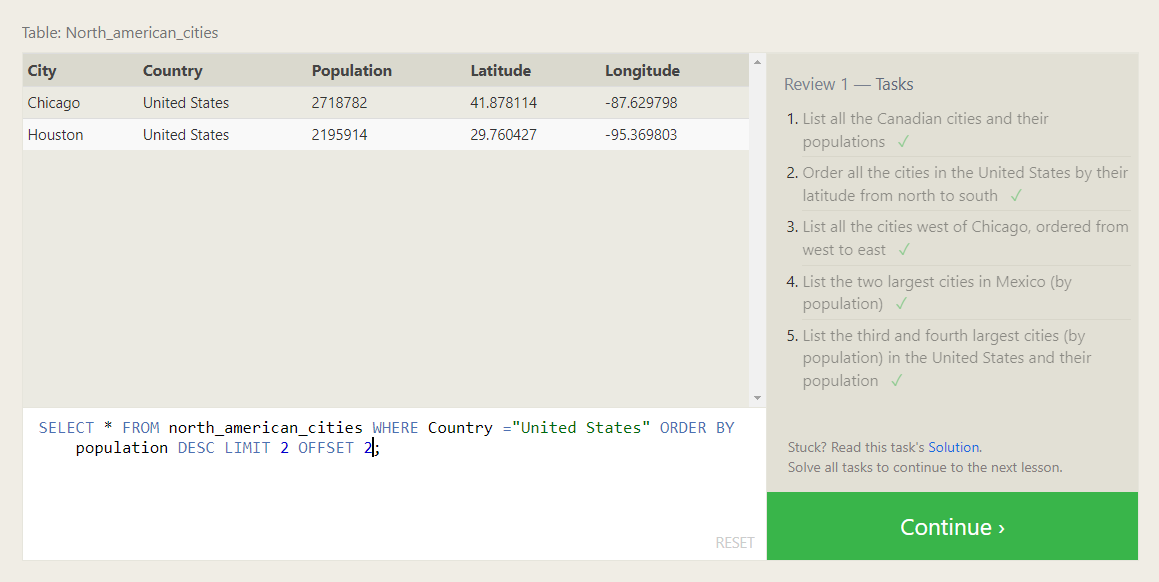 Table: North_american_cities
City Country Population Latitude Longitude
Chicago United States 2718782 41.878114 -87.629798
Houston United States 2195914 29.760427 -95.369803
SELECT * FROM north_american_cities WHERE Country ="United States" ORDER BY
population DESC LIMIT 2 OFFSET 2;
RESET
Review 1 — Tasks
1. List all the Canadian cities and their
populations ✓
2. Order all the cities in the United States by their
latitude from north to south ✓
3. List all the cities west of Chicago, ordered from
west to east ✓
4. List the two largest cities in Mexico (by
population) ✓
5. List the third and fourth largest cities (by
population) in the United States and their
population ✓
Stuck? Read this task's Solution.
Solve all tasks to continue to the next lesson.
Continue ›